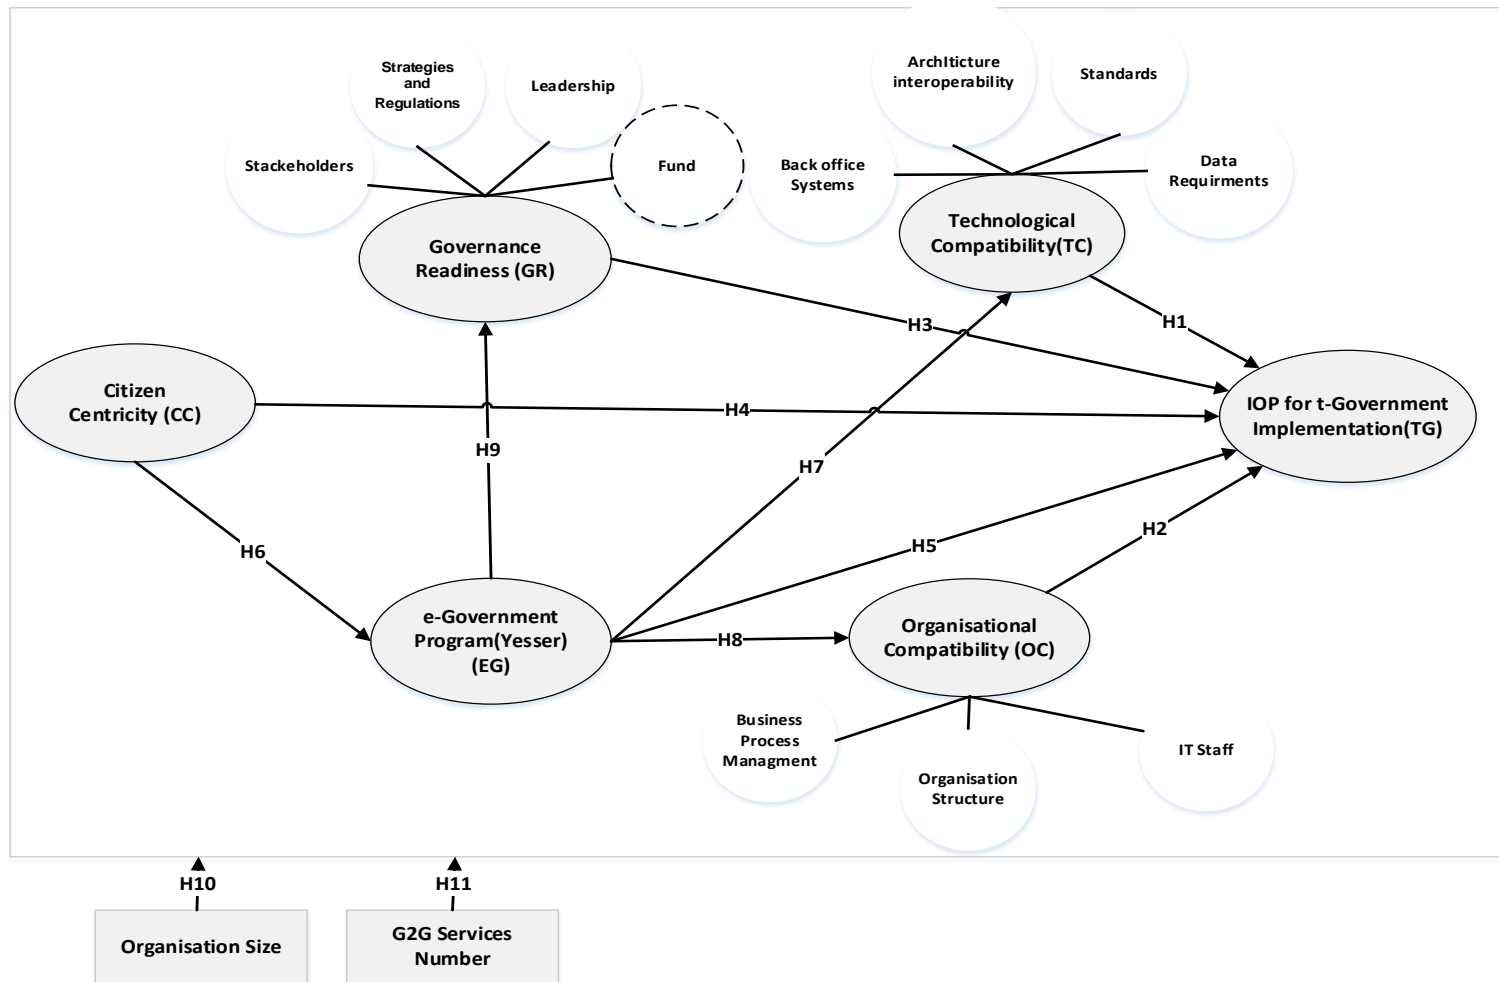 Strategies
and
Regulations
Leadership
Stackeholders
Fund
ArchIticture
interoperability
Standards
Back office
Systems
Data
Requirments
Governance
Readiness (GR)
Technological
Compatibility(TC)
H3
H1
Citizen
Centricity (CC)
H4
IOP for t-Government
Implementation(TG)
H9
H7
H6
H5
H2
e-Government
Program(Yesser)
(EG)
H8
Organisational
Compatibility (OC)
Business
Process
Managment
Organisation
Structure
IT Staff
H10
H11
Organisation Size
G2G Services
Number